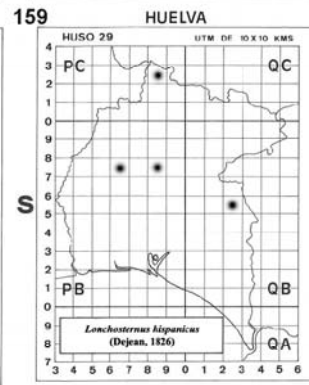 159 HUELVA
HUSO 29 UTM DE 10 X 10 KMS
4
PC QC
3
2
1
0
9
8
7
6
S
5
4
3
2
PB QB
1
0
9
Lonchosternus hispanicus
(Dejean, 1826)
8
QA
7
3 4 5 6 7 8 9 0 1 2 3 4 5 6